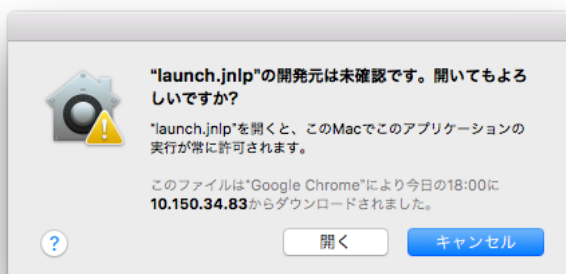 “launch.jnlp”の開発元は未確認です。開いてもよろ
しいですか?
“launch.jnlp”を開くと、このMacでこのアプリケーションの
実行が常に許可されます。
このファイルは“Google Chrome”により今日の18:00に
10.150.34.83からダウンロードされました。
?
開く
キャンセル